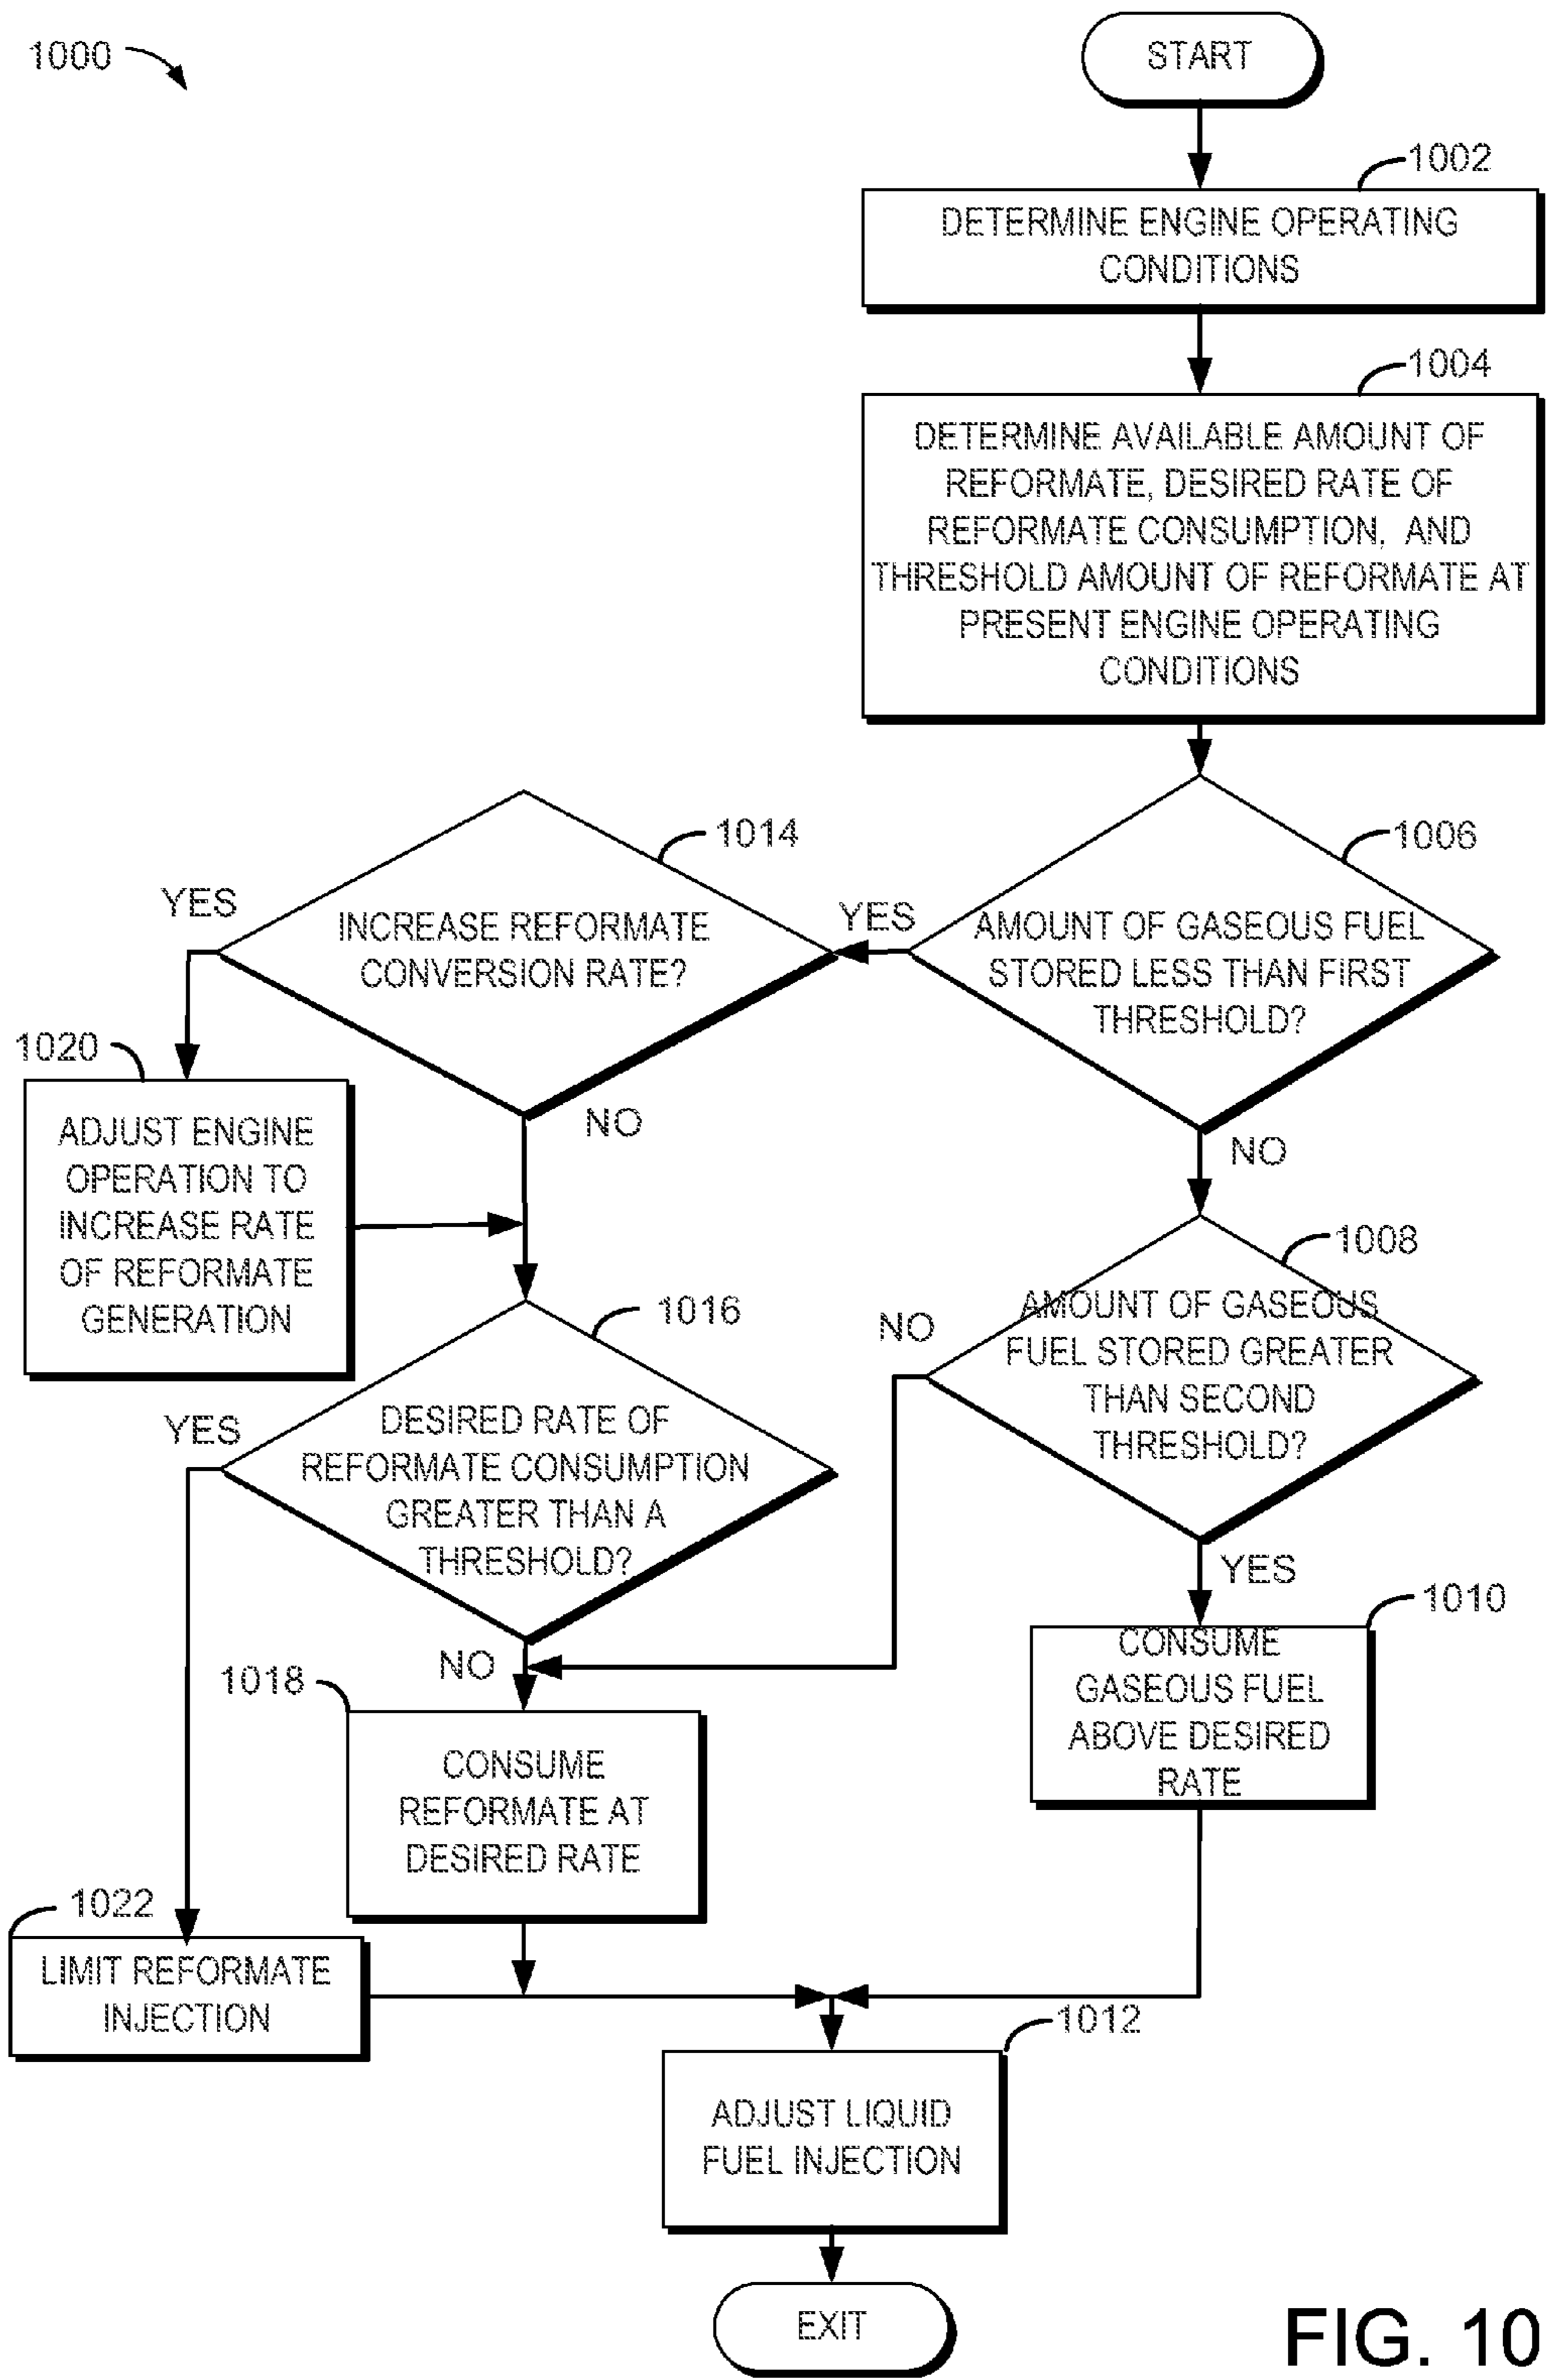 1000
START
1002
DETERMINE ENGINE OPERATING
CONDITIONS
1004
DETERMINE AVAILABLE AMOUNT OF
REFORMATE, DESIRED RATE OF
REFORMATE CONSUMPTION, AND
THRESHOLD AMOUNT OF REFORMATE AT
PRESENT ENGINE OPERATING
CONDITIONS
1006
AMOUNT OF GASEOUS FUEL
STORED LESS THAN FIRST
THRESHOLD?
YES
NO
1014
INCREASE REFORMATE
CONVERSION RATE?
YES
NO
1020
ADJUST ENGINE
OPERATION TO
INCREASE RATE
OF REFORMATE
GENERATION
1008
AMOUNT OF GASEOUS
FUEL STORED GREATER
THAN SECOND
THRESHOLD?
NO
YES
1016
DESIRED RATE OF
REFORMATE CONSUMPTION
GREATER THAN A
THRESHOLD?
YES
NO
1010
CONSUME
GASEOUS FUEL
ABOVE DESIRED
RATE
1018
CONSUME
REFORMATE AT
DESIRED RATE
1022
LIMIT REFORMATE
INJECTION
1012
ADJUST LIQUID
FUEL INJECTION
EXIT
FIG. 10